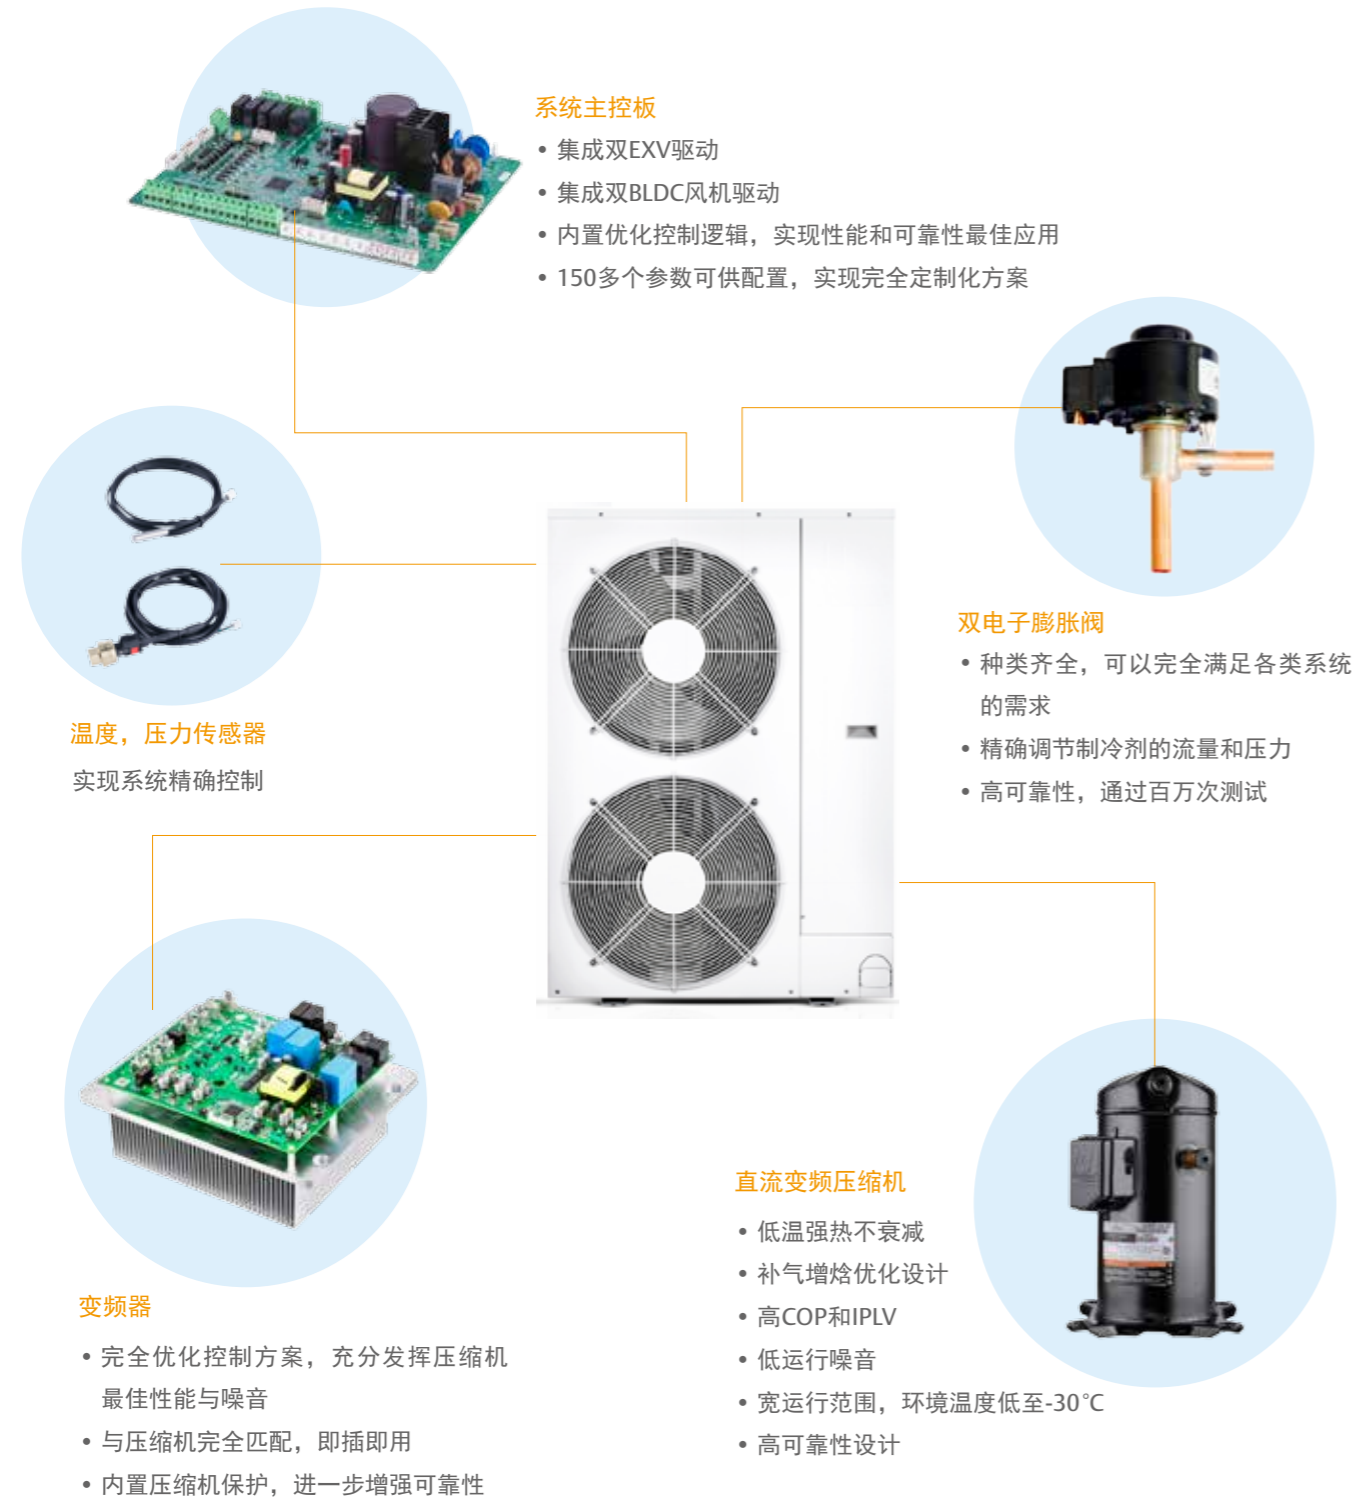 系统主控板
• 集成双EXV驱动
• 集成双BLDC风机驱动
• 内置优化控制逻辑，实现性能和可靠性最佳应用
• 150多个参数可供配置，实现完全定制化方案
双电子膨胀阀
• 种类齐全，可以完全满足各类系统
的需求
• 精确调节制冷剂的流量和压力
• 高可靠性，通过百万次测试
温度，压力传感器
实现系统精确控制
直流变频压缩机
• 低温强热不衰减
• 补气增焓优化设计
• 高COP和IPLV
• 低运行噪音
• 宽运行范围，环境温度低至-30°C
• 高可靠性设计
变频器
• 完全优化控制方案，充分发挥压缩机
最佳性能与噪音
• 与压缩机完全匹配，即插即用
• 内置压缩机保护，进一步增强可靠性